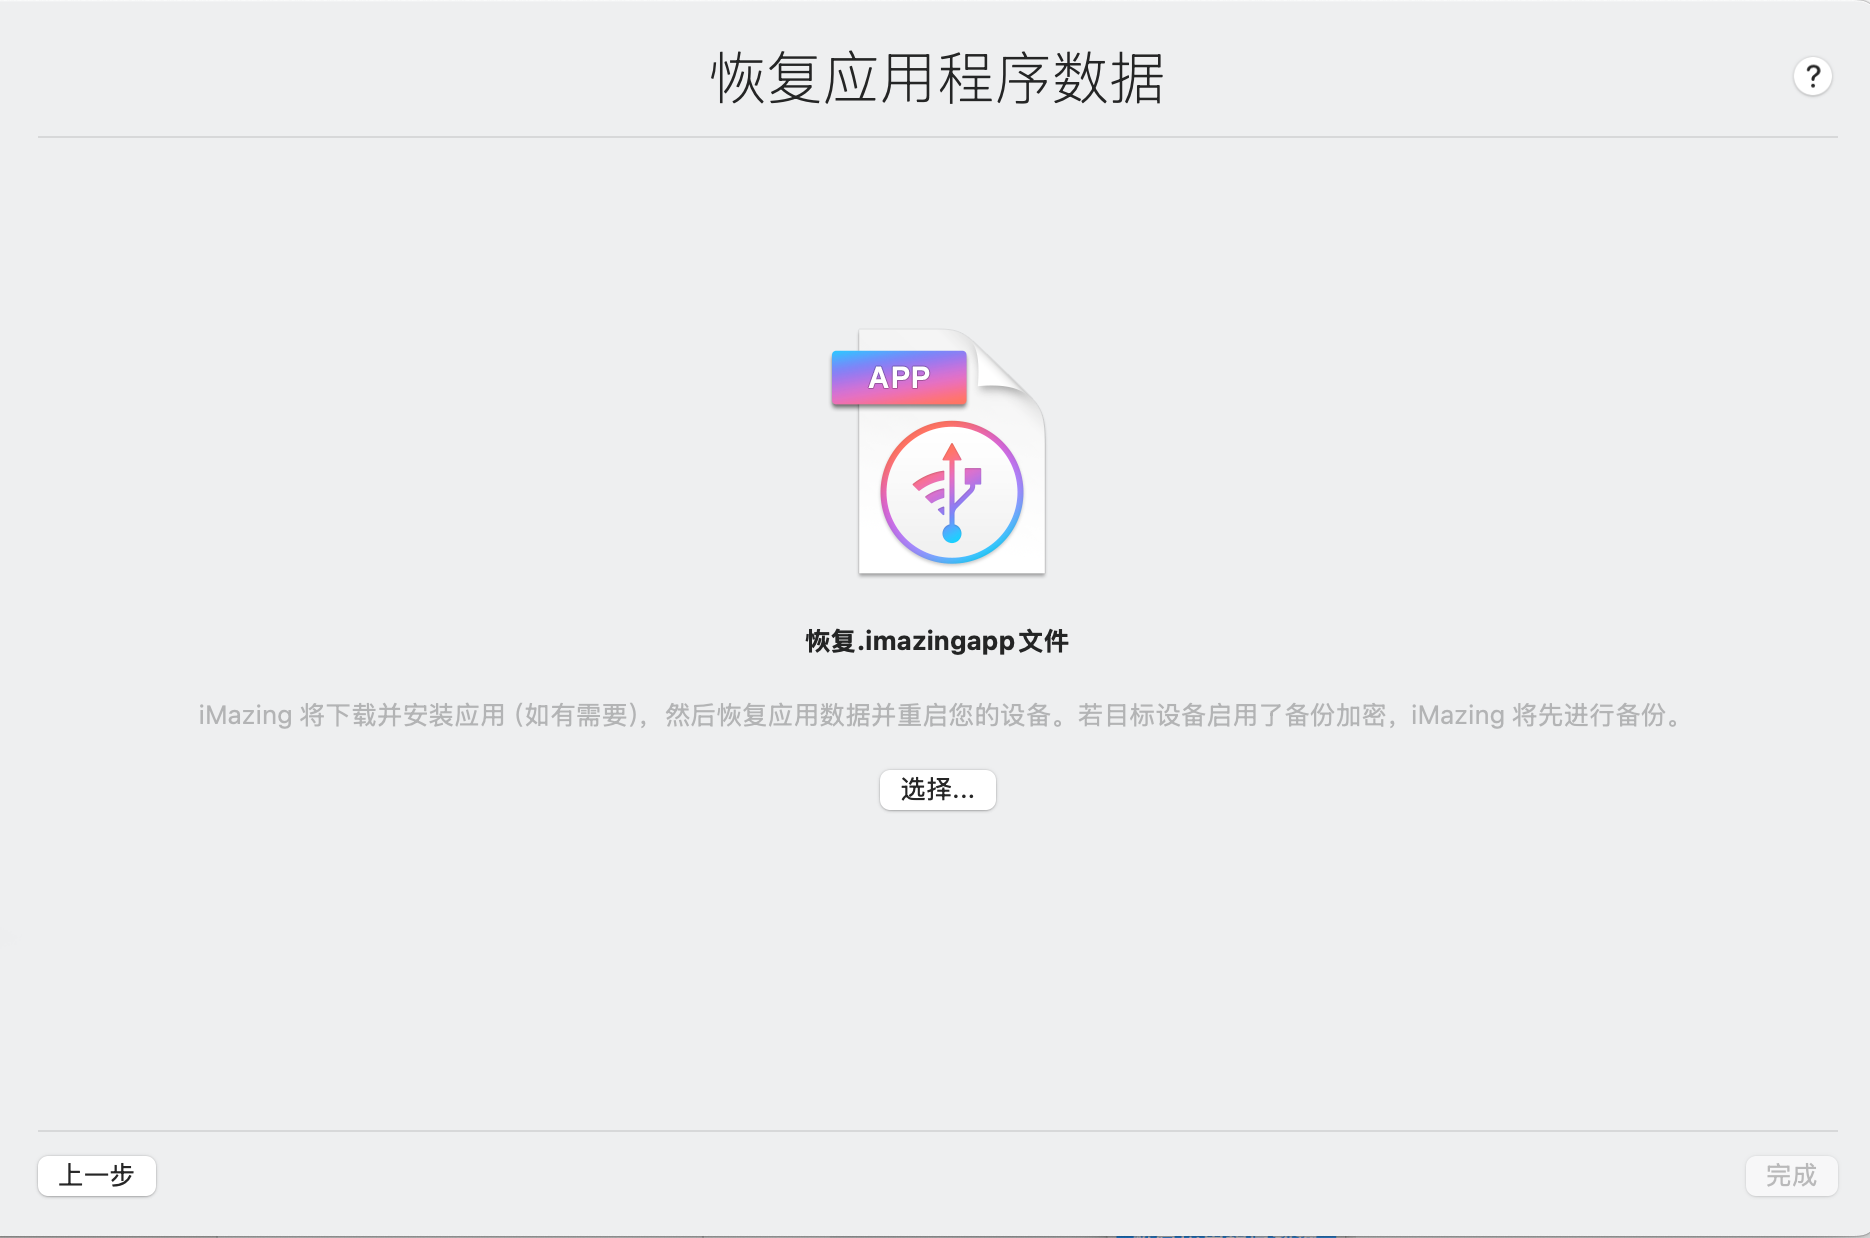 恢复应用程序数据
?
APP
恢复.imazingapp文件
iMazing 将下载并安装应用（如有需要），然后恢复应用数据并重启您的设备。若目标设备启用了备份加密，iMazing 将先进行备份。
选择...
上一步
完成